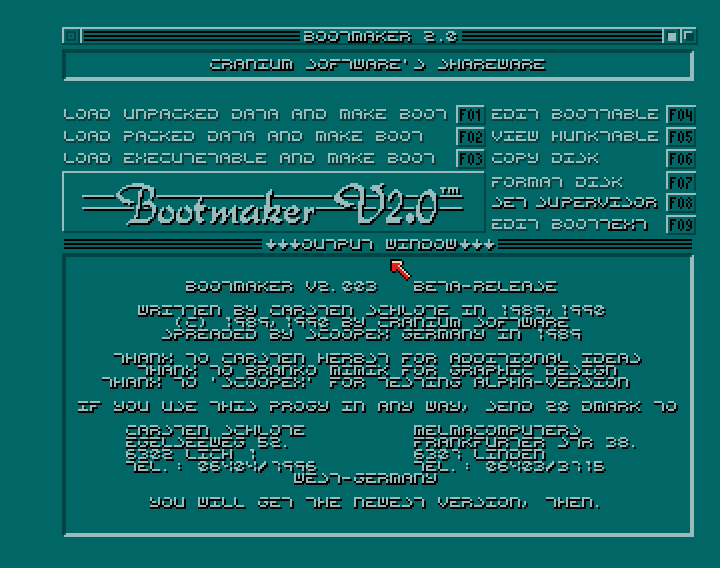 BOOTMAKER 2.0
CRANIUM SOFTWARE'S SHAREWARE
LOAD UNPACKED DATA AND MAKE BOOT F01
LOAD PACKED DATA AND MAKE BOOT F02
LOAD EXECUTETABLE AND MAKE BOOT F03
EDIT BOOTTABLE F04
VIEW HUNKTABLE F05
COPY DISK F06
FORMAT DISK F07
SET SUPERVISOR F08
EDIT BOOTTEXT F09
Bootmaker V2.0™
↓↓↓OUTPUT WINDOW↓↓↓
BOOTMAKER V2.003 BETA-RELEASE
WRITTEN BY CARSTEN SCHLOTE IN 1989,1990
(C) 1989,1990 BY CRANIUM SOFTWARE
SPREADED BY SCOOPEX GERMANY IN 1989
THANK TO CARSTEN HERBST FOR ADDITIONAL IDEAS
THANK TO BRANKO MIMIK FOR GRAPHIC DESIGN
THANK TO 'SCOOPEX' FOR TESTING ALPHA-VERSION
IF YOU USE THIS PROGY IN ANY WAY, SEND 20 DMARK TO
CARSTEN SCHLOTE MELMACOMPUTERS
EGELSEEWEG 52. FRANKFURTER STR 38.
6302 LICH 1 6307 LINDEN
TEL.: 06404/7996 TEL.: 06403/3715
WEST-GERMANY
YOU WILL GET THE NEWEST VERSION, THEN.